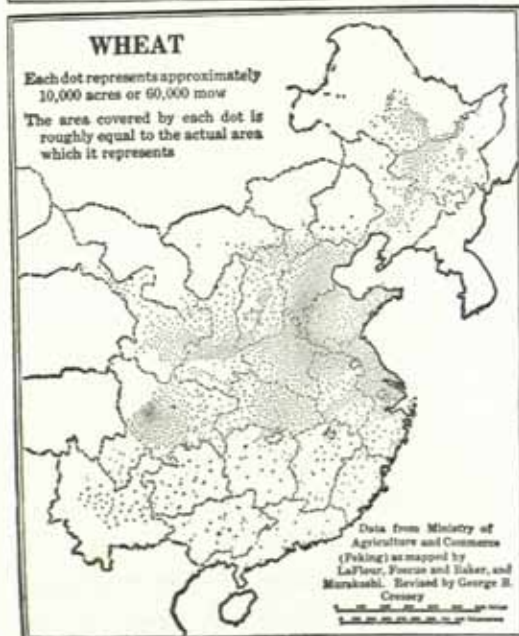 WHEAT
Each dot represents approximately
10,000 acres or 60,000 mow
The area covered by each dot is
roughly equal to the actual area
which it represents
Data from Ministry of
Agriculture and Commerce
(Peking) as mapped by
LaFleur, Foscue and Baker, and
Murakoshi. Revised by George B.
Cressey